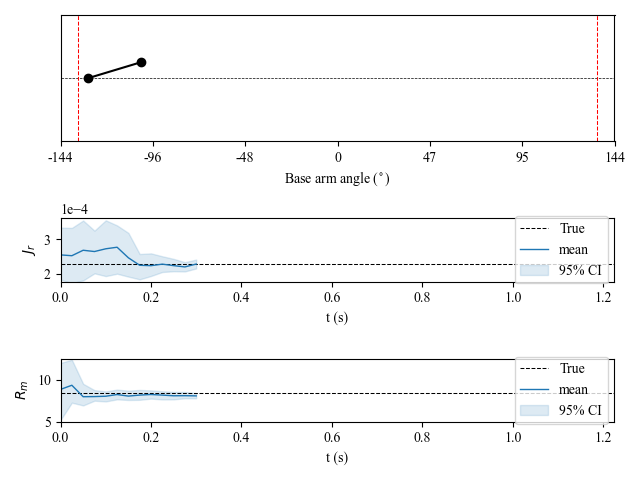 -144 -96 -48 0 47 95 144
Base arm angle (°)
1e−4
3
2
J_r
True
mean
95% CI
0.0 0.2 0.4 0.6 0.8 1.0 1.2
t (s)
10
5
R_m
True
mean
95% CI
0.0 0.2 0.4 0.6 0.8 1.0 1.2
t (s)